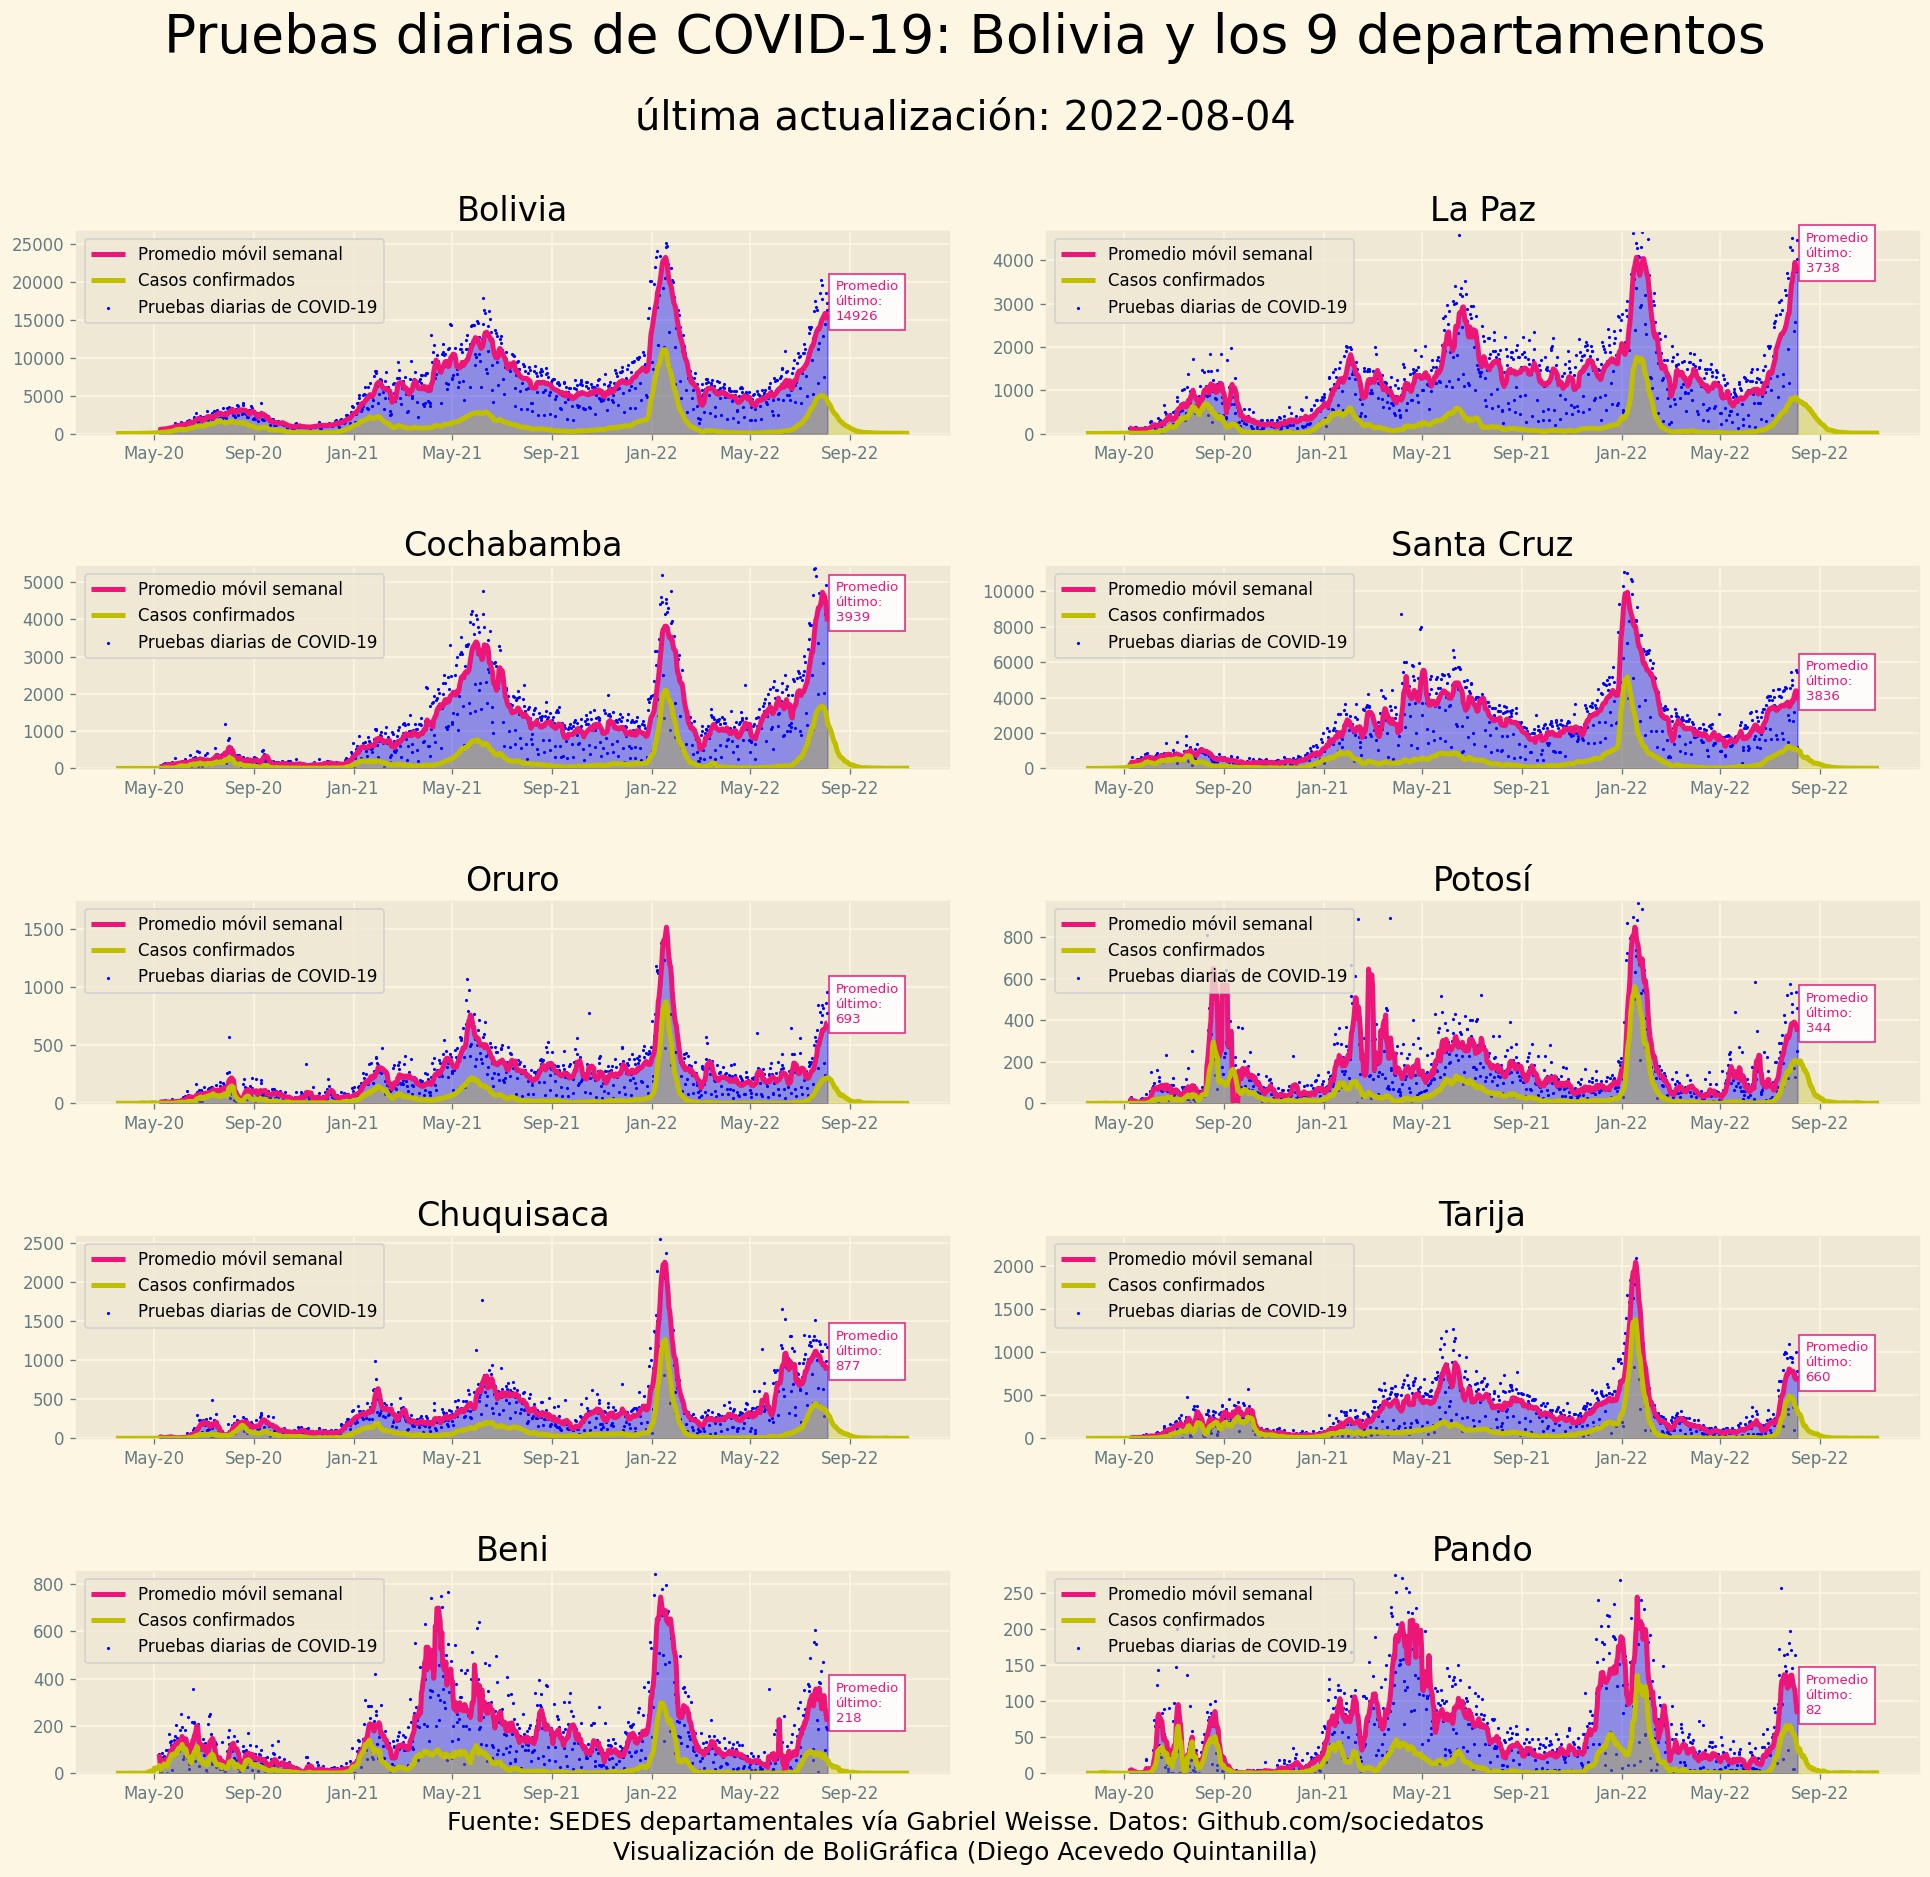 Pruebas diarias de COVID-19: Bolivia y los 9 departamentos
última actualización: 2022-08-04
Bolivia
Promedio móvil semanal
Casos confirmados
Pruebas diarias de COVID-19
Promedio
último:
14926
25000
20000
15000
10000
5000
0
May-20 Sep-20 Jan-21 May-21 Sep-21 Jan-22 May-22 Sep-22
La Paz
Promedio móvil semanal
Casos confirmados
Pruebas diarias de COVID-19
Promedio
último:
3738
4000
3000
2000
1000
0
May-20 Sep-20 Jan-21 May-21 Sep-21 Jan-22 May-22 Sep-22
Cochabamba
Promedio móvil semanal
Casos confirmados
Pruebas diarias de COVID-19
Promedio
último:
3939
5000
4000
3000
2000
1000
0
May-20 Sep-20 Jan-21 May-21 Sep-21 Jan-22 May-22 Sep-22
Santa Cruz
Promedio móvil semanal
Casos confirmados
Pruebas diarias de COVID-19
Promedio
último:
3836
10000
8000
6000
4000
2000
0
May-20 Sep-20 Jan-21 May-21 Sep-21 Jan-22 May-22 Sep-22
Oruro
Promedio móvil semanal
Casos confirmados
Pruebas diarias de COVID-19
Promedio
último:
693
1500
1000
500
0
May-20 Sep-20 Jan-21 May-21 Sep-21 Jan-22 May-22 Sep-22
Potosí
Promedio móvil semanal
Casos confirmados
Pruebas diarias de COVID-19
Promedio
último:
344
800
600
400
200
0
May-20 Sep-20 Jan-21 May-21 Sep-21 Jan-22 May-22 Sep-22
Chuquisaca
Promedio móvil semanal
Casos confirmados
Pruebas diarias de COVID-19
Promedio
último:
877
2500
2000
1500
1000
500
0
May-20 Sep-20 Jan-21 May-21 Sep-21 Jan-22 May-22 Sep-22
Tarija
Promedio móvil semanal
Casos confirmados
Pruebas diarias de COVID-19
Promedio
último:
660
2000
1500
1000
500
0
May-20 Sep-20 Jan-21 May-21 Sep-21 Jan-22 May-22 Sep-22
Beni
Promedio móvil semanal
Casos confirmados
Pruebas diarias de COVID-19
Promedio
último:
218
800
600
400
200
0
May-20 Sep-20 Jan-21 May-21 Sep-21 Jan-22 May-22 Sep-22
Pando
Promedio móvil semanal
Casos confirmados
Pruebas diarias de COVID-19
Promedio
último:
82
250
200
150
100
50
0
May-20 Sep-20 Jan-21 May-21 Sep-21 Jan-22 May-22 Sep-22
Fuente: SEDES departamentales vía Gabriel Weisse. Datos: Github.com/sociedatos
Visualización de BoliGráfica (Diego Acevedo Quintanilla)